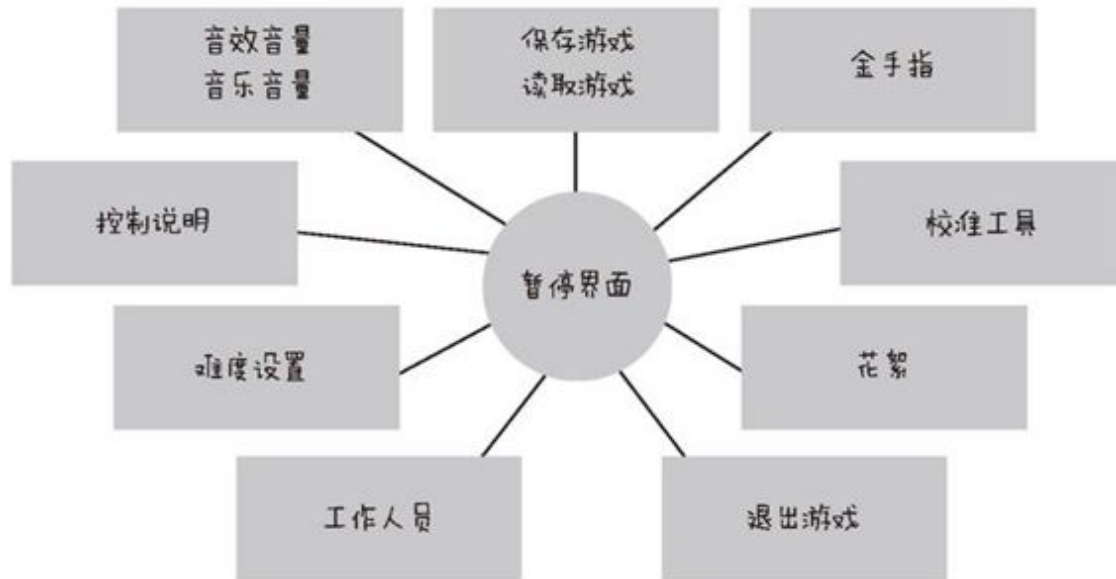 音效音量
音乐音量
保存游戏
读取游戏
金手指
控制说明
校准工具
暂停界面
难度设置
花絮
工作人员
退出游戏